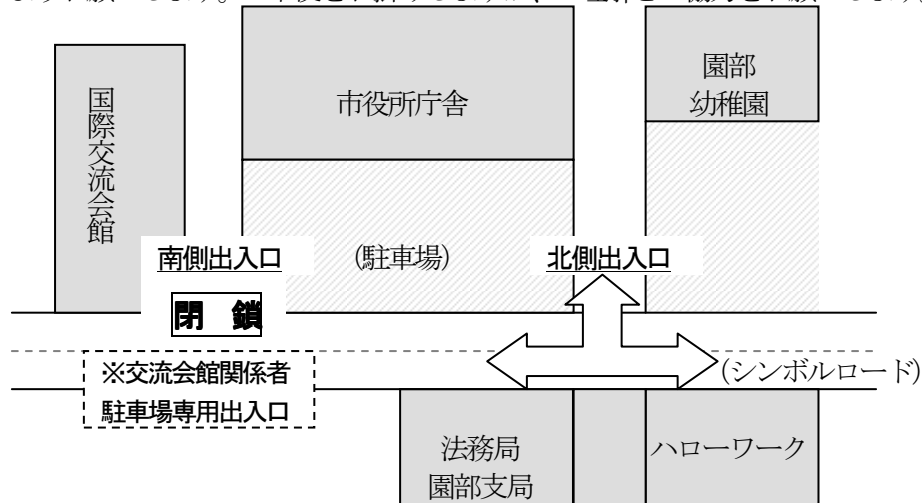 園部
幼稚園
市役所庁舎
国際交流会館
南側出入口
(駐車場)
北側出入口
閉 鎖
※交流会館関係者
駐車場専用出入口
(シンボルロード)
法務局
園部支局
ハローワーク